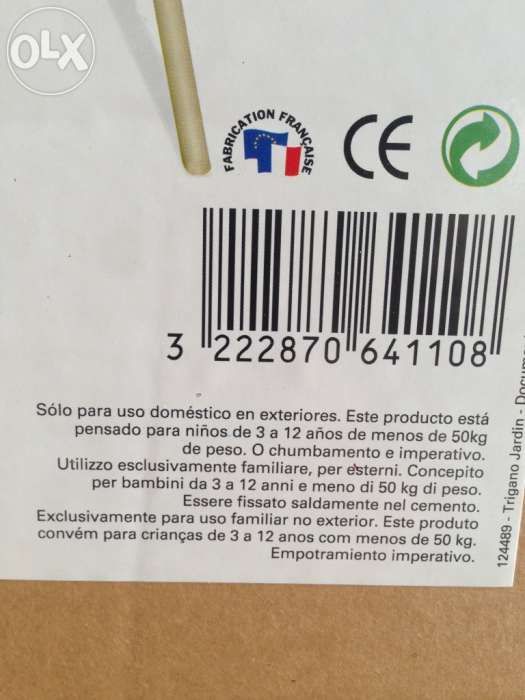 OLX
FABRICATION FRANÇAISE
CE
3 222870 641108
Sólo para uso doméstico en exteriores. Este producto está
pensado para niños de 3 a 12 años de menos de 50kg
de peso. O chumbamento e imperativo.
Utilizzo esclusivamente familiare, per esterni. Concepito
per bambini da 3 a 12 anni e meno di 50 kg di peso.
Essere fissato saldamente nel cemento.
Exclusivamente para uso familiar no exterior. Este produto
convém para crianças de 3 a 12 anos com menos de 50 kg.
Empotramiento imperativo.
124489 - Trigano Jardin -